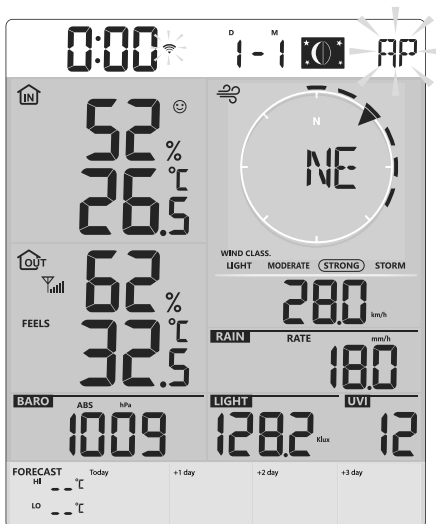 D M
0:00 1-1 AP
IN
52 %
26.5 °C
N
NE
WIND CLASS.
LIGHT MODERATE STRONG STORM
28.0 km/h
OUT
62 %
FEELS
32.5 °C
RAIN RATE mm/h
18.0
BARO ABS hPa
1009
LIGHT
128.2 Klux
UVI
12
FORECAST Today +1 day +2 day +3 day
HI -- °C
LO -- °C